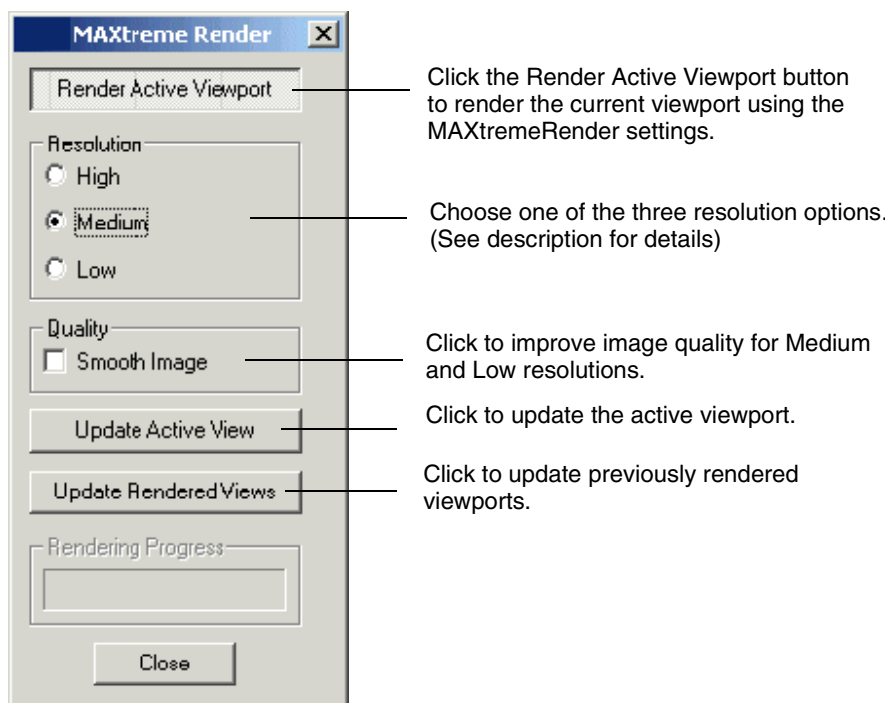 MAXtreme Render
Render Active Viewport
Click the Render Active Viewport button
to render the current viewport using the
MAXtremeRender settings.
Resolution
High
Medium
Low
Choose one of the three resolution options.
(See description for details)
Quality
Smooth Image
Click to improve image quality for Medium
and Low resolutions.
Update Active View
Click to update the active viewport.
Update Rendered Views
Click to update previously rendered
viewports.
Rendering Progress
Close